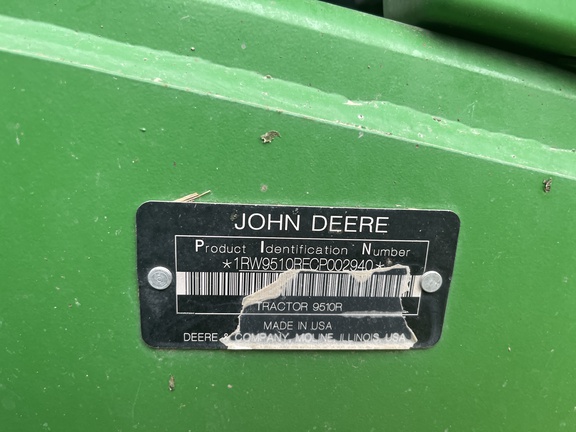 JOHN DEERE
Product Identification Number
*1RW9510RECP002940*
TRACTOR 9510R
MADE IN USA
DEERE & COMPANY, MOLINE, ILLINOIS, USA